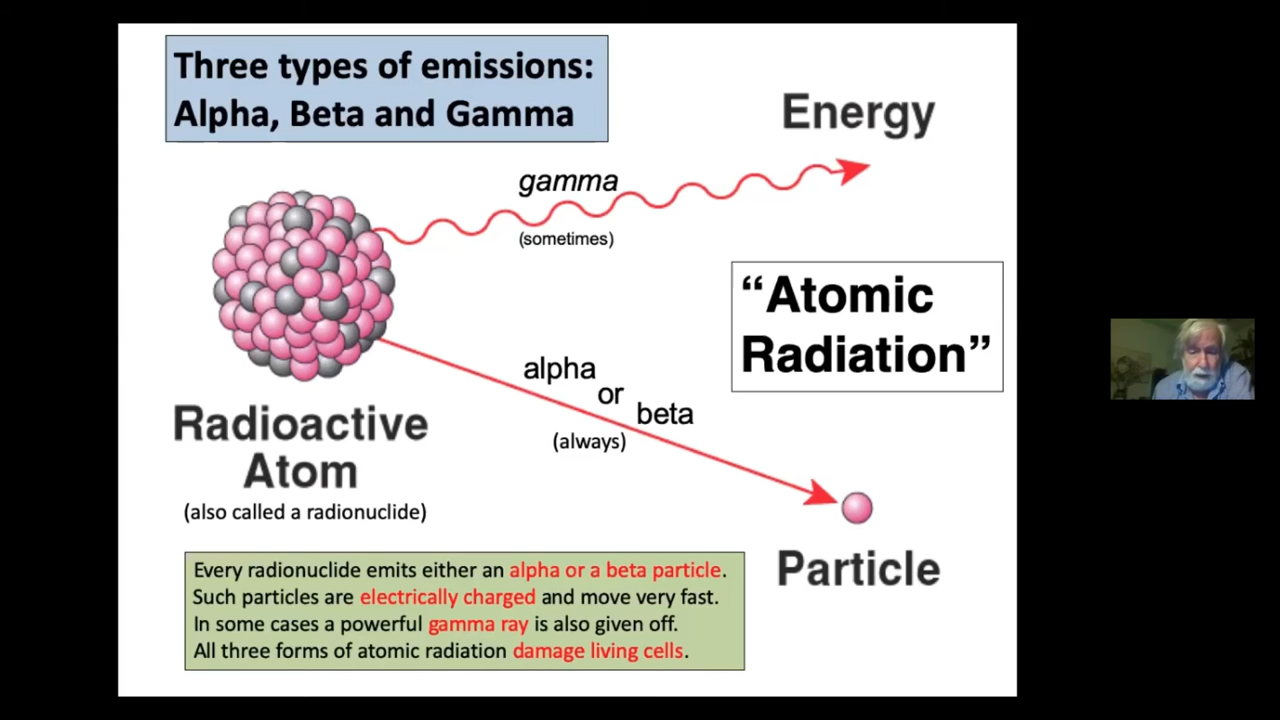 Three types of emissions:
Alpha, Beta and Gamma
Energy
gamma
(sometimes)
“Atomic
Radiation”
alpha
or
beta
(always)
Radioactive
Atom
(also called a radionuclide)
Particle
Every radionuclide emits either an alpha or a beta particle.
Such particles are electrically charged and move very fast.
In some cases a powerful gamma ray is also given off.
All three forms of atomic radiation damage living cells.